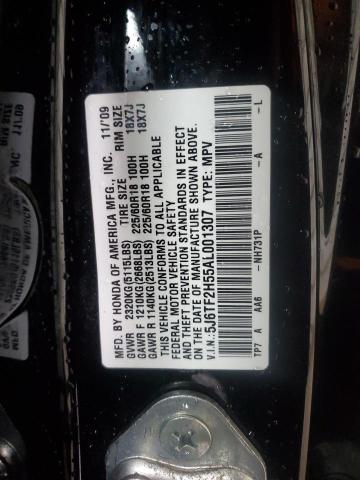 MFD. BY HONDA OF AMERICA MFG., INC. 11/'09
GVWR 2320KG(5115LBS) TIRE SIZE RIM SIZE
GAWR F 1210KG(2668LBS) 225/60R18 100H 18X7J
GAWR R 1140KG(2513LBS) 225/60R18 100H 18X7J
THIS VEHICLE CONFORMS TO ALL APPLICABLE
FEDERAL MOTOR VEHICLE SAFETY
AND THEFT PREVENTION STANDARDS IN EFFECT
ON THE DATE OF MANUFACTURE SHOWN ABOVE.
V.I.N.: 5J6TF2H55AL001307 TYPE: MPV
TP7 A AA6 -NH731P -A -L